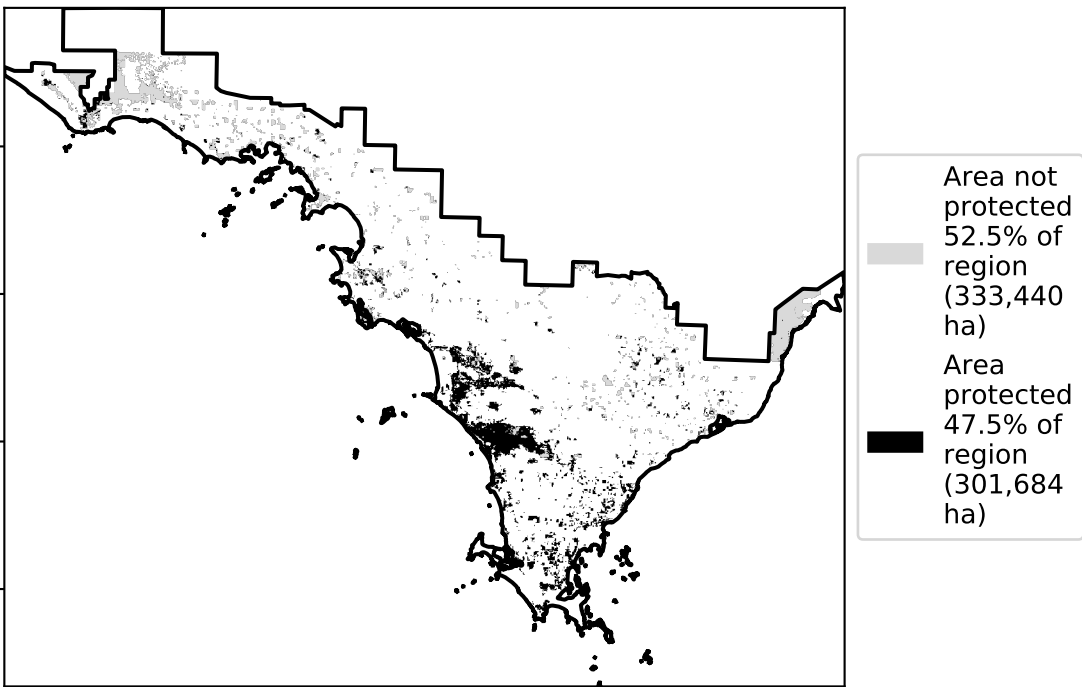 Area not
protected
52.5% of
region
(333,440
ha)
Area
protected
47.5% of
region
(301,684
ha)